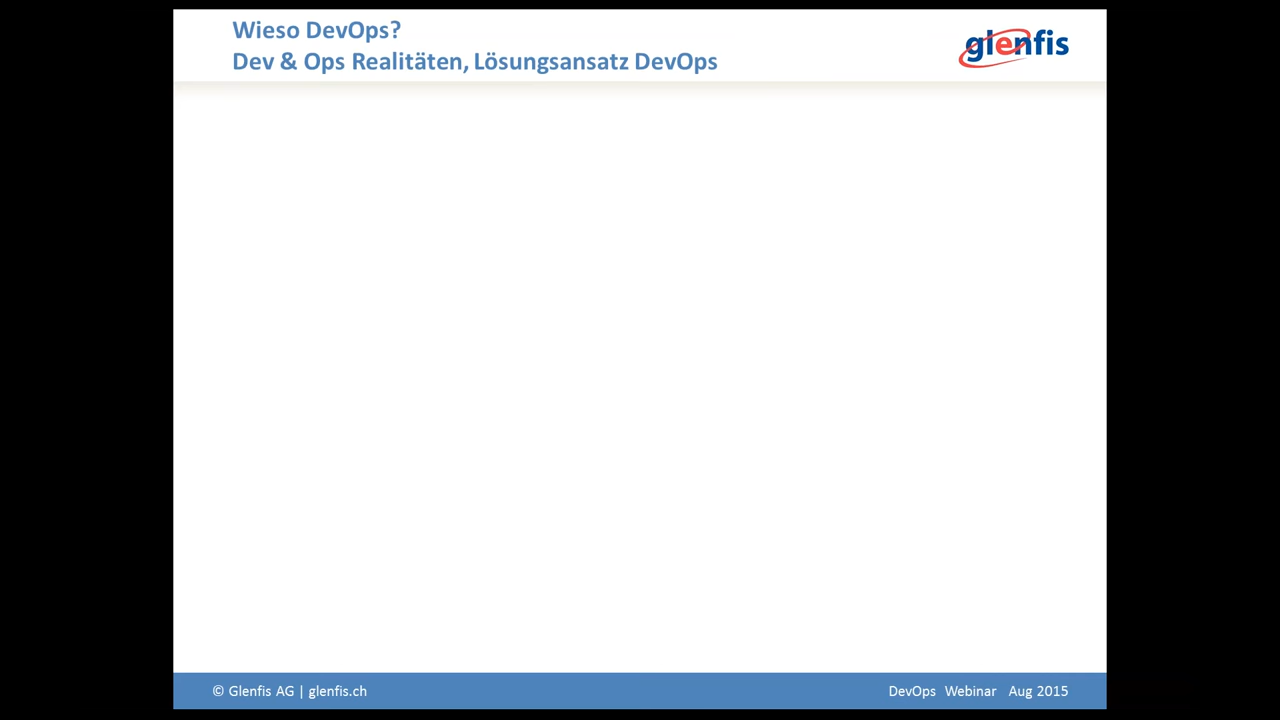 Wieso DevOps?
Dev & Ops Realitäten, Lösungsansatz DevOps
glenfis
© Glenfis AG | glenfis.ch
DevOps Webinar Aug 2015